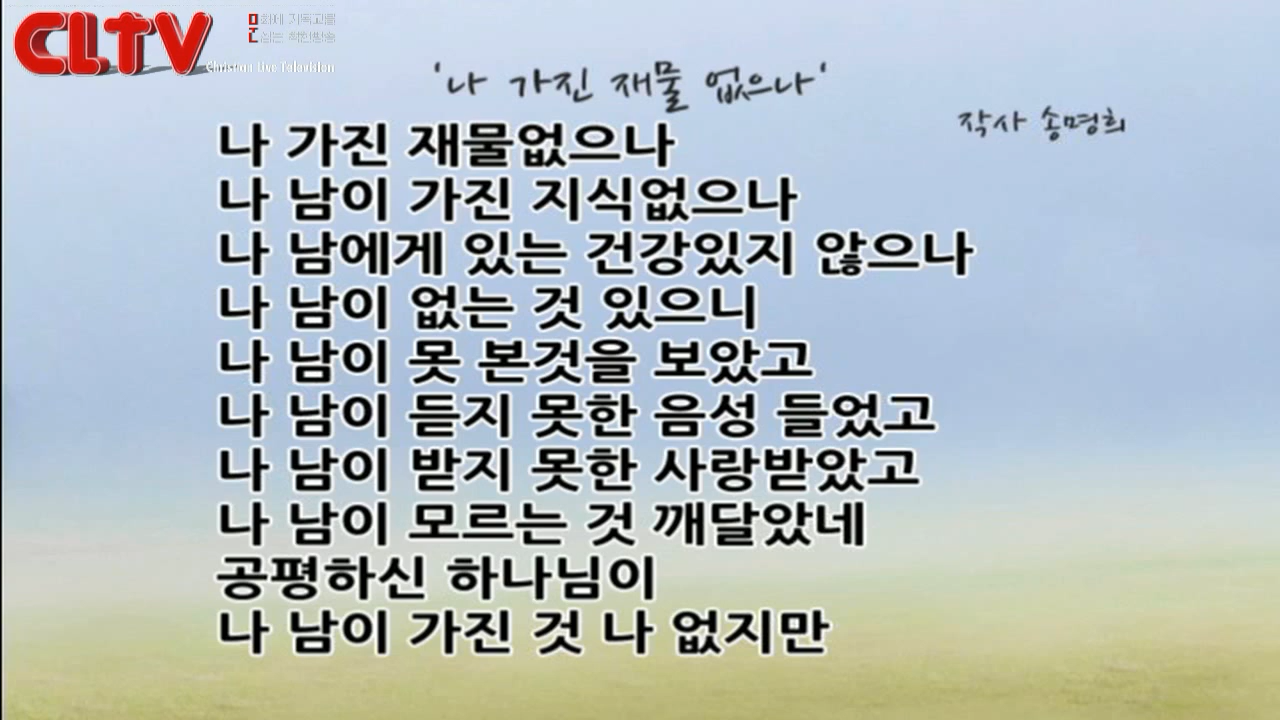 CLTV
Christian Live Television
'나 가진 재물 없으나'
작사 송명희
나 가진 재물없으나
나 남이 가진 지식없으나
나 남에게 있는 건강있지 않으나
나 남이 없는 것 있으니
나 남이 못 본것을 보았고
나 남이 듣지 못한 음성 들었고
나 남이 받지 못한 사랑받았고
나 남이 모르는 것 깨달았네
공평하신 하나님이
나 남이 가진 것 나 없지만